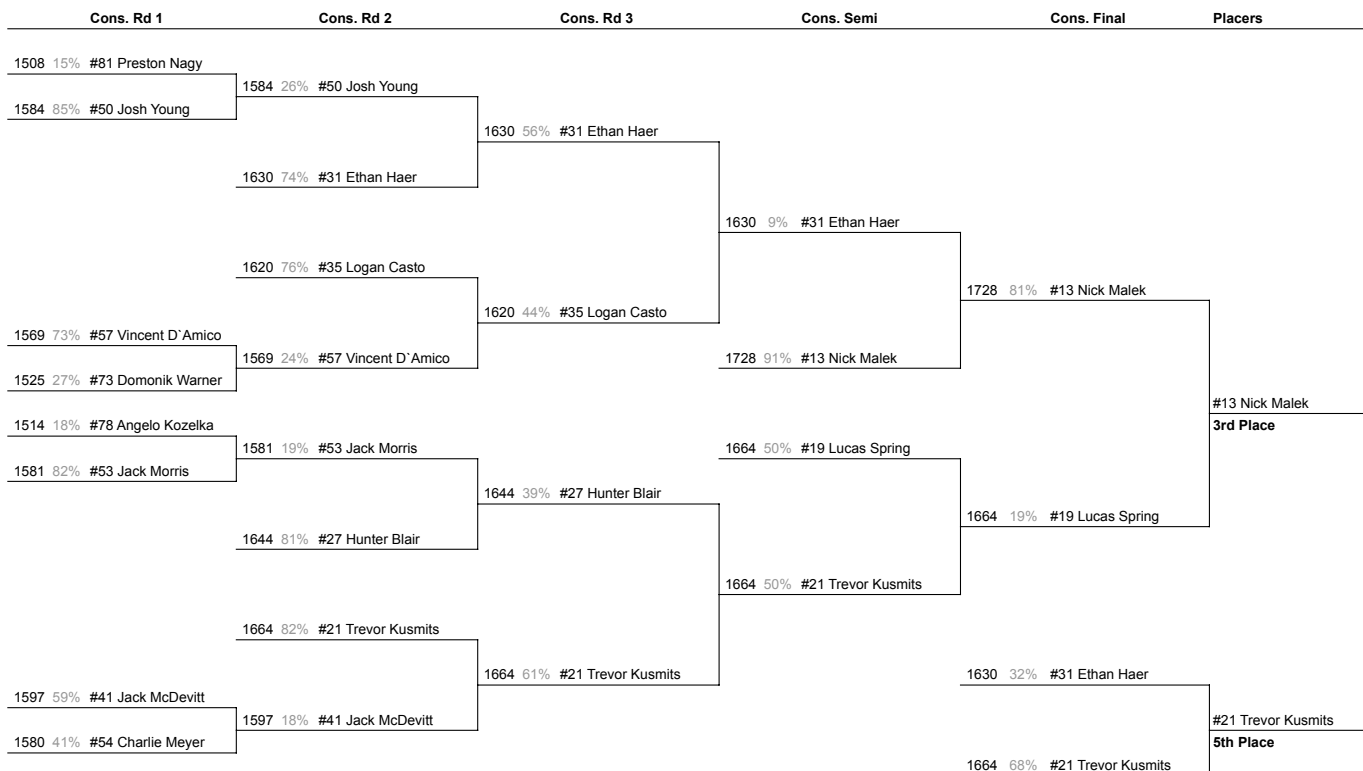 Cons. Rd 1 Cons. Rd 2 Cons. Rd 3 Cons. Semi Cons. Final Placers
1508 15% #81 Preston Nagy
1584 26% #50 Josh Young
1584 85% #50 Josh Young
1630 56% #31 Ethan Haer
1630 74% #31 Ethan Haer
1630 9% #31 Ethan Haer
1620 76% #35 Logan Casto
1728 81% #13 Nick Malek
1620 44% #35 Logan Casto
1569 73% #57 Vincent D`Amico
1569 24% #57 Vincent D`Amico
1728 91% #13 Nick Malek
1525 27% #73 Domonik Warner
#13 Nick Malek
3rd Place
1514 18% #78 Angelo Kozelka
1581 19% #53 Jack Morris
1664 50% #19 Lucas Spring
1581 82% #53 Jack Morris
1644 39% #27 Hunter Blair
1664 19% #19 Lucas Spring
1644 81% #27 Hunter Blair
1664 50% #21 Trevor Kusmits
1664 82% #21 Trevor Kusmits
1664 61% #21 Trevor Kusmits
1630 32% #31 Ethan Haer
1597 59% #41 Jack McDevitt
1597 18% #41 Jack McDevitt
#21 Trevor Kusmits
5th Place
1580 41% #54 Charlie Meyer
1664 68% #21 Trevor Kusmits